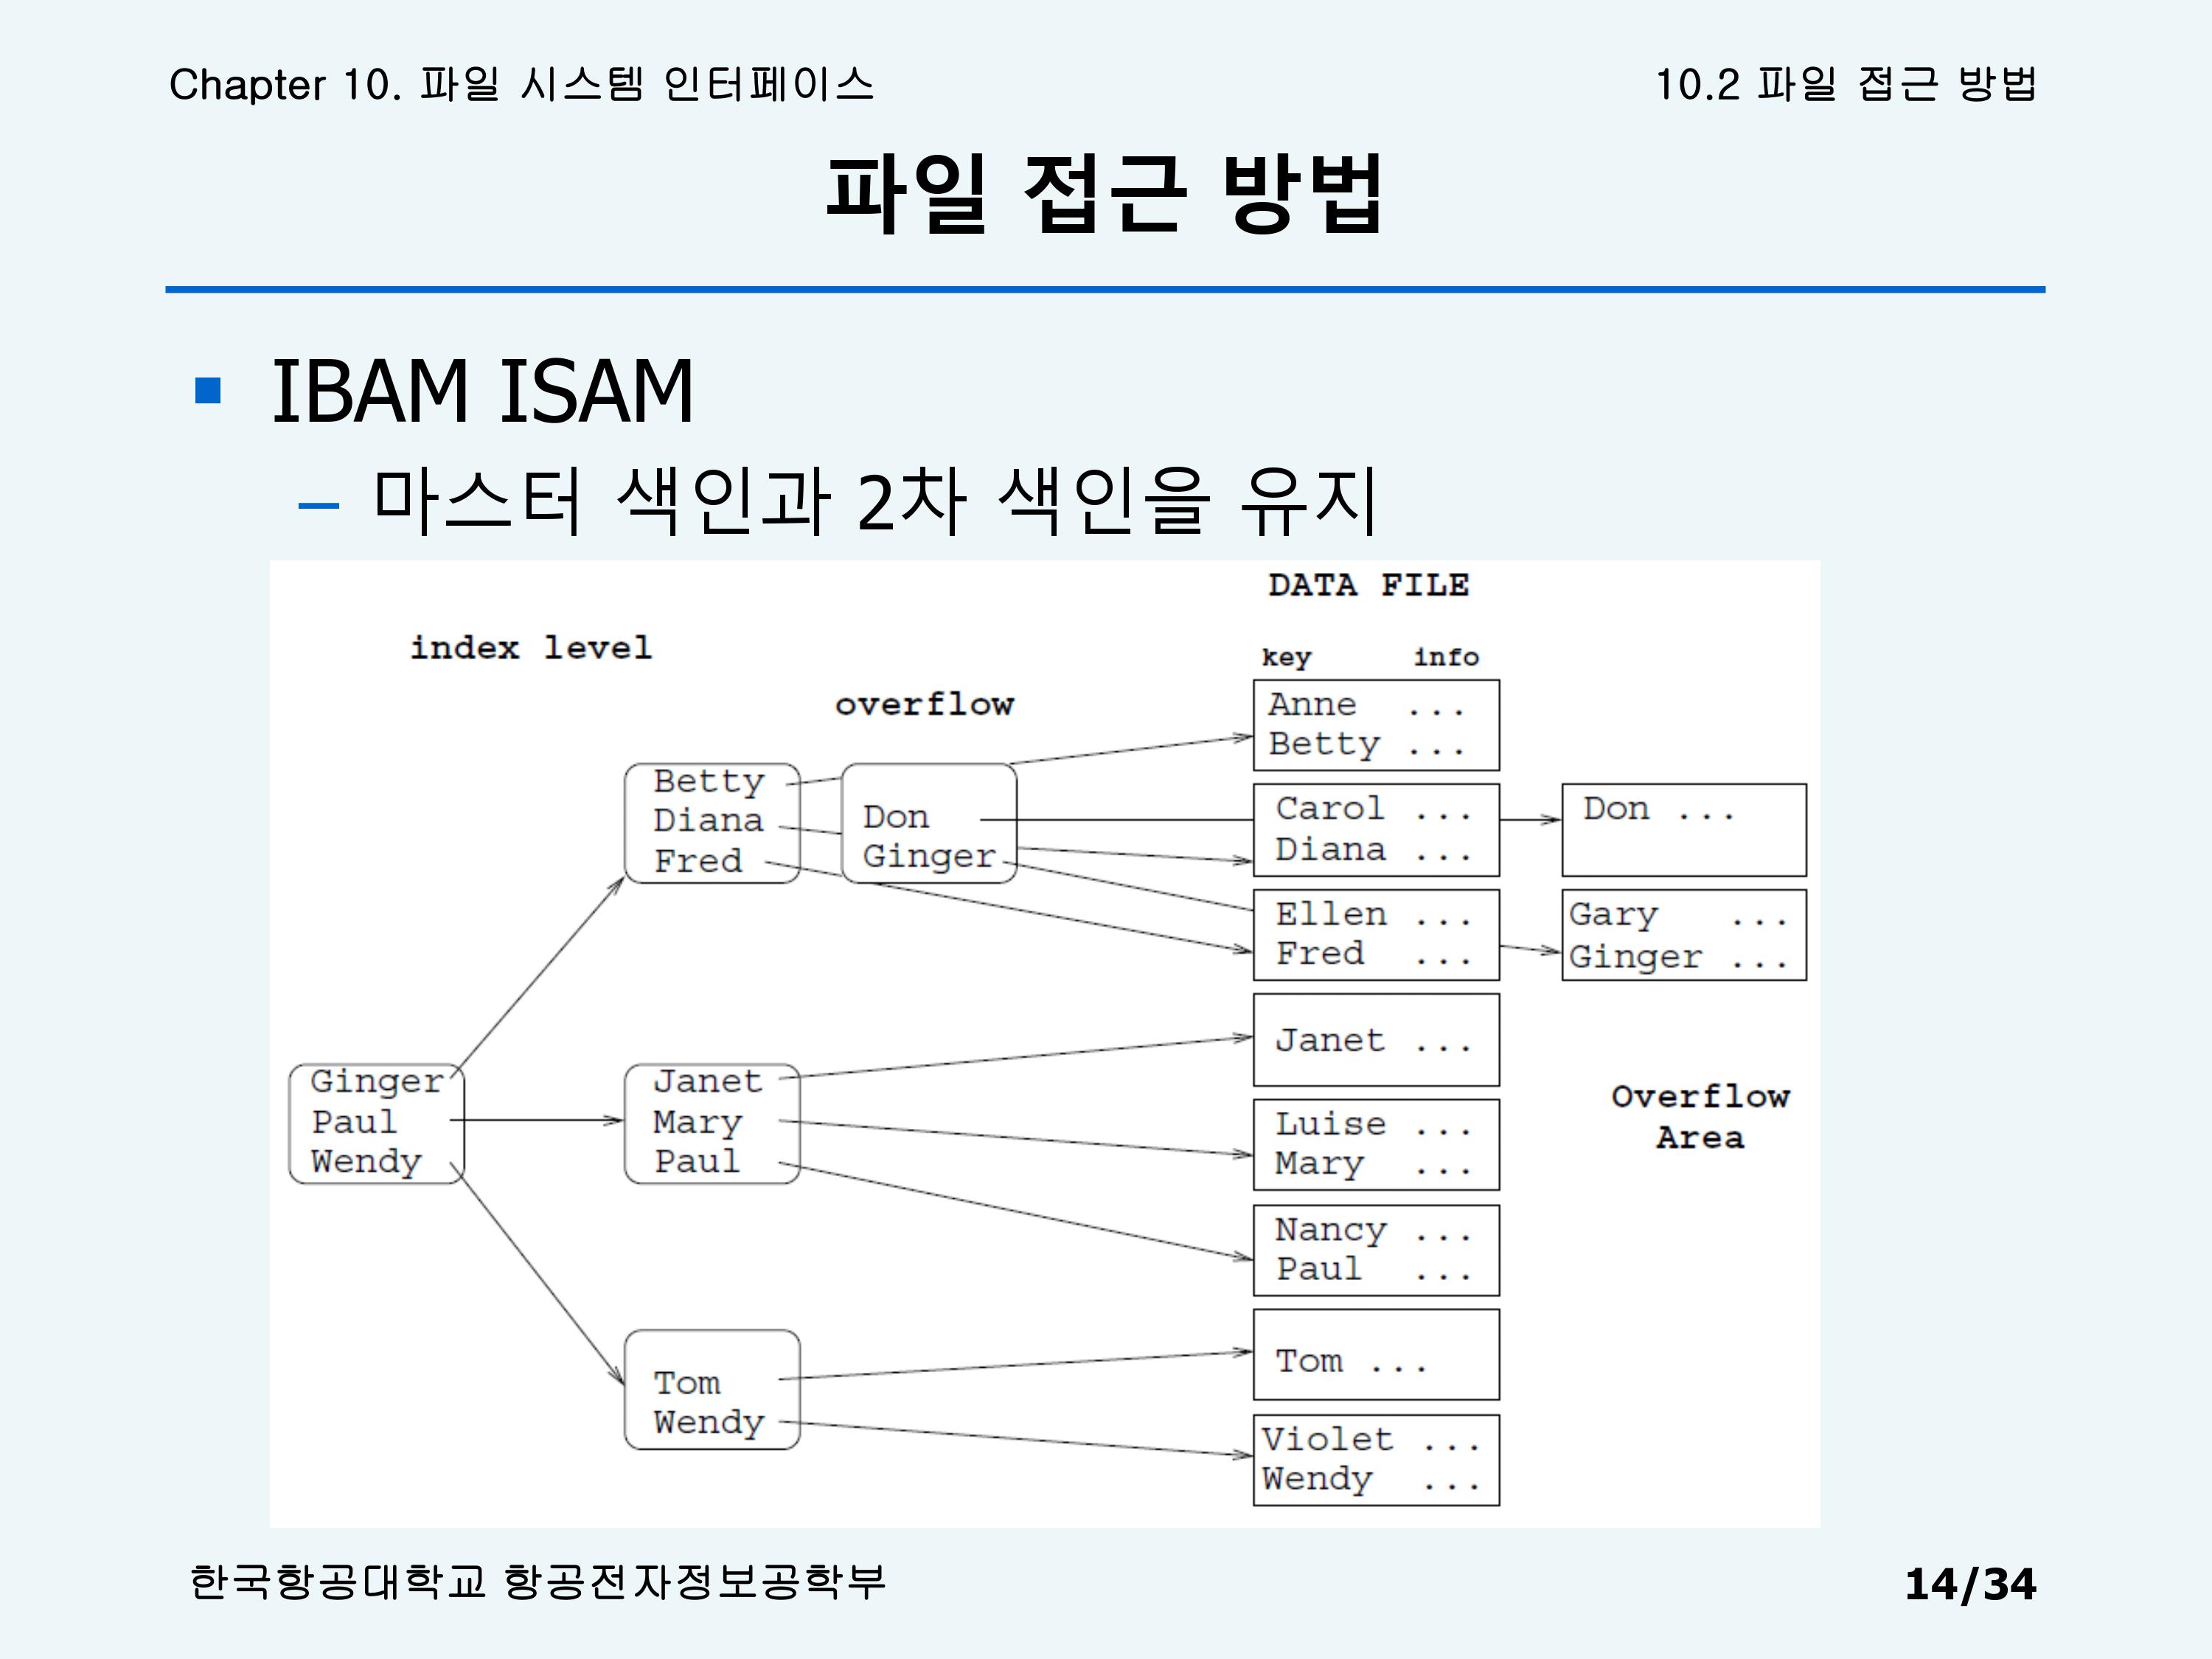 Chapter 10. 파일 시스템 인터페이스
10.2 파일 접근 방법
파일 접근 방법
IBAM ISAM
– 마스터 색인과 2차 색인을 유지
DATA FILE
index level
key info
overflow
Anne ...
Betty ...
Betty
Diana
Fred
Don
Ginger
Carol ...
Diana ...
Don ...
Ellen ...
Fred ...
Gary ...
Ginger ...
Janet ...
Ginger
Paul
Wendy
Janet
Mary
Paul
Overflow
Area
Luise ...
Mary ...
Nancy ...
Paul ...
Tom
Wendy
Tom ...
Violet ...
Wendy ...
한국항공대학교 항공전자정보공학부
14/34